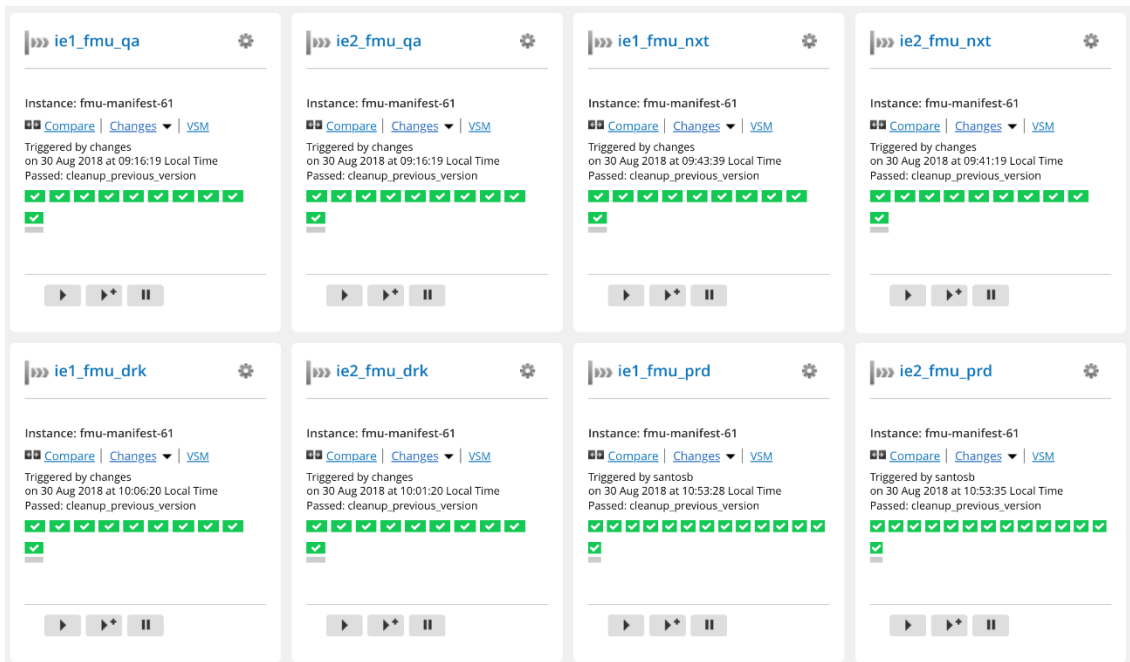 ie1_fmu_qa
Instance: fmu-manifest-61
Compare | Changes | VSM
Triggered by changes
on 30 Aug 2018 at 09:16:19 Local Time
Passed: cleanup_previous_version
ie2_fmu_qa
Instance: fmu-manifest-61
Compare | Changes | VSM
Triggered by changes
on 30 Aug 2018 at 09:16:19 Local Time
Passed: cleanup_previous_version
ie1_fmu_nxt
Instance: fmu-manifest-61
Compare | Changes | VSM
Triggered by changes
on 30 Aug 2018 at 09:43:39 Local Time
Passed: cleanup_previous_version
ie2_fmu_nxt
Instance: fmu-manifest-61
Compare | Changes | VSM
Triggered by changes
on 30 Aug 2018 at 09:41:19 Local Time
Passed: cleanup_previous_version
ie1_fmu_drk
Instance: fmu-manifest-61
Compare | Changes | VSM
Triggered by changes
on 30 Aug 2018 at 10:06:20 Local Time
Passed: cleanup_previous_version
ie2_fmu_drk
Instance: fmu-manifest-61
Compare | Changes | VSM
Triggered by changes
on 30 Aug 2018 at 10:01:20 Local Time
Passed: cleanup_previous_version
ie1_fmu_prd
Instance: fmu-manifest-61
Compare | Changes | VSM
Triggered by santosb
on 30 Aug 2018 at 10:53:28 Local Time
Passed: cleanup_previous_version
ie2_fmu_prd
Instance: fmu-manifest-61
Compare | Changes | VSM
Triggered by santosb
on 30 Aug 2018 at 10:53:35 Local Time
Passed: cleanup_previous_version